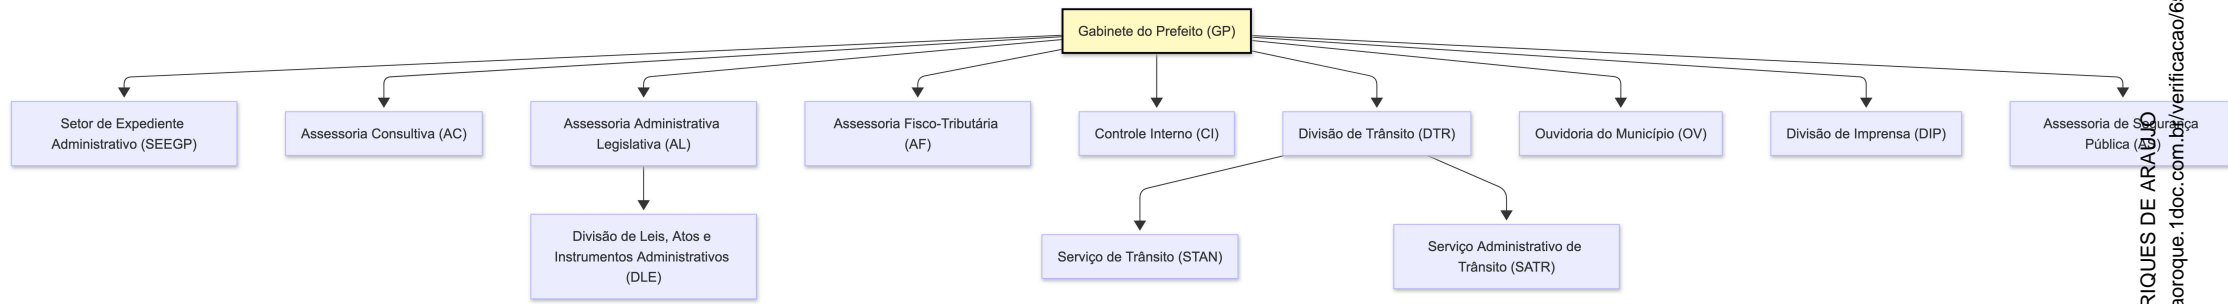 Gabinete do Prefeito (GP)
Setor de Expediente
Administrativo (SEEGP)
Assessoria Consultiva (AC)
Assessoria Administrativa
Legislativa (AL)
Assessoria Fisco-Tributária
(AF)
Controle Interno (CI)
Divisão de Trânsito (DTR)
Ouvidoria do Município (OV)
Divisão de Imprensa (DIP)
Assessoria de Segurança
Pública (AS)
Divisão de Leis, Atos e
Instrumentos Administrativos
(DLE)
Serviço de Trânsito (STAN)
Serviço Administrativo de
Trânsito (SATR)
RIQUES DE ARAUJO
aoroque.1doc.com.br/verificacao/6